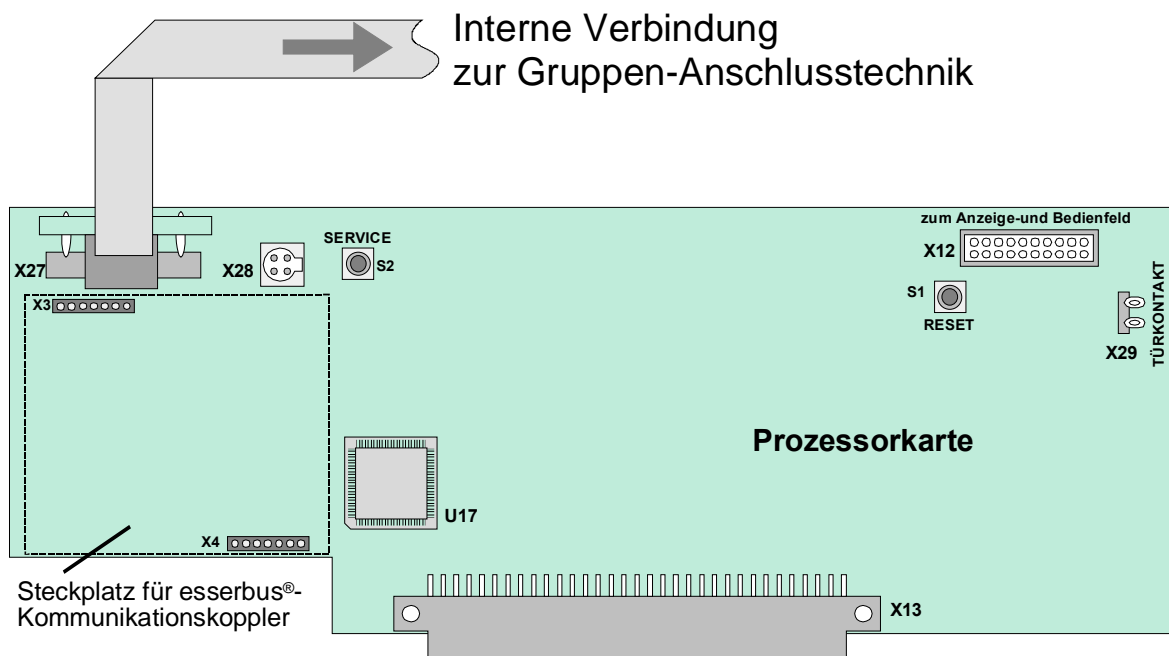 Interne Verbindung
zur Gruppen-Anschlusstechnik
zum Anzeige-und Bedienfeld
SERVICE
X27
X28
S2
X12
X3
S1
RESET
TÜRKONTAKT
X29
Prozessorkarte
U17
X4
Steckplatz für esserbus®-
Kommunikationskoppler
X13